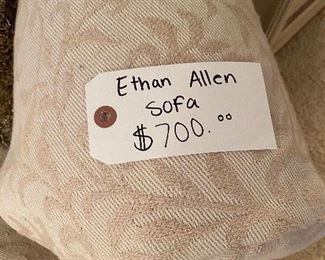 Ethan Allen
Sofa
$700.00